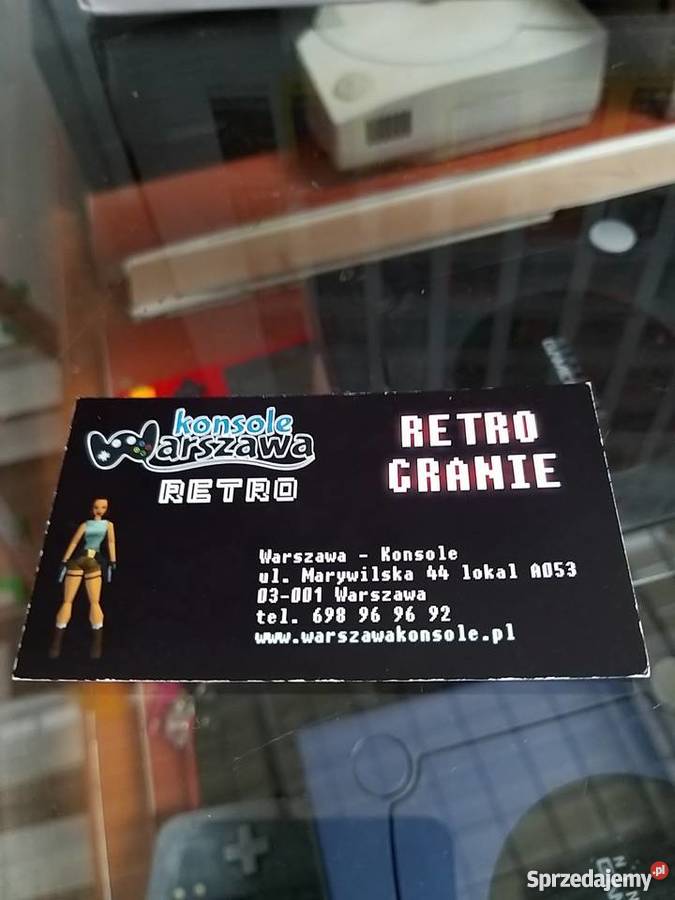 konsole
Warszawa
RETRO
RETRO
GRANIE
Warszawa - Konsole
ul. Marywilska 44 lokal A053
03-001 Warszawa
tel. 698 96 96 92
www.warszawakonsole.pl
Sprzedajemy.pl